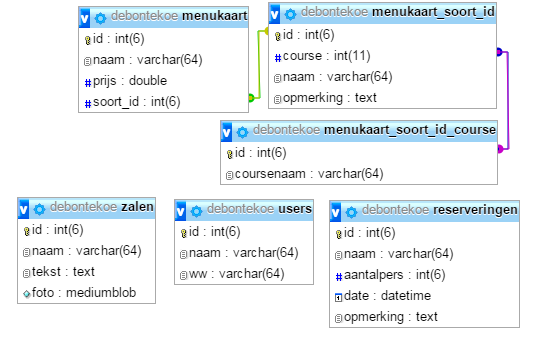 debontekoe menukaart
id : int(6)
naam : varchar(64)
prijs : double
soort_id : int(6)
debontekoe menukaart_soort_id
id : int(6)
course : int(11)
naam : varchar(64)
opmerking : text
debontekoe menukaart_soort_id_course
id : int(6)
coursenaam : varchar(64)
debontekoe zalen
id : int(6)
naam : varchar(64)
tekst : text
foto : mediumblob
debontekoe users
id : int(6)
naam : varchar(64)
ww : varchar(64)
debontekoe reserveringen
id : int(6)
naam : varchar(64)
aantalpers : int(6)
date : datetime
opmerking : text